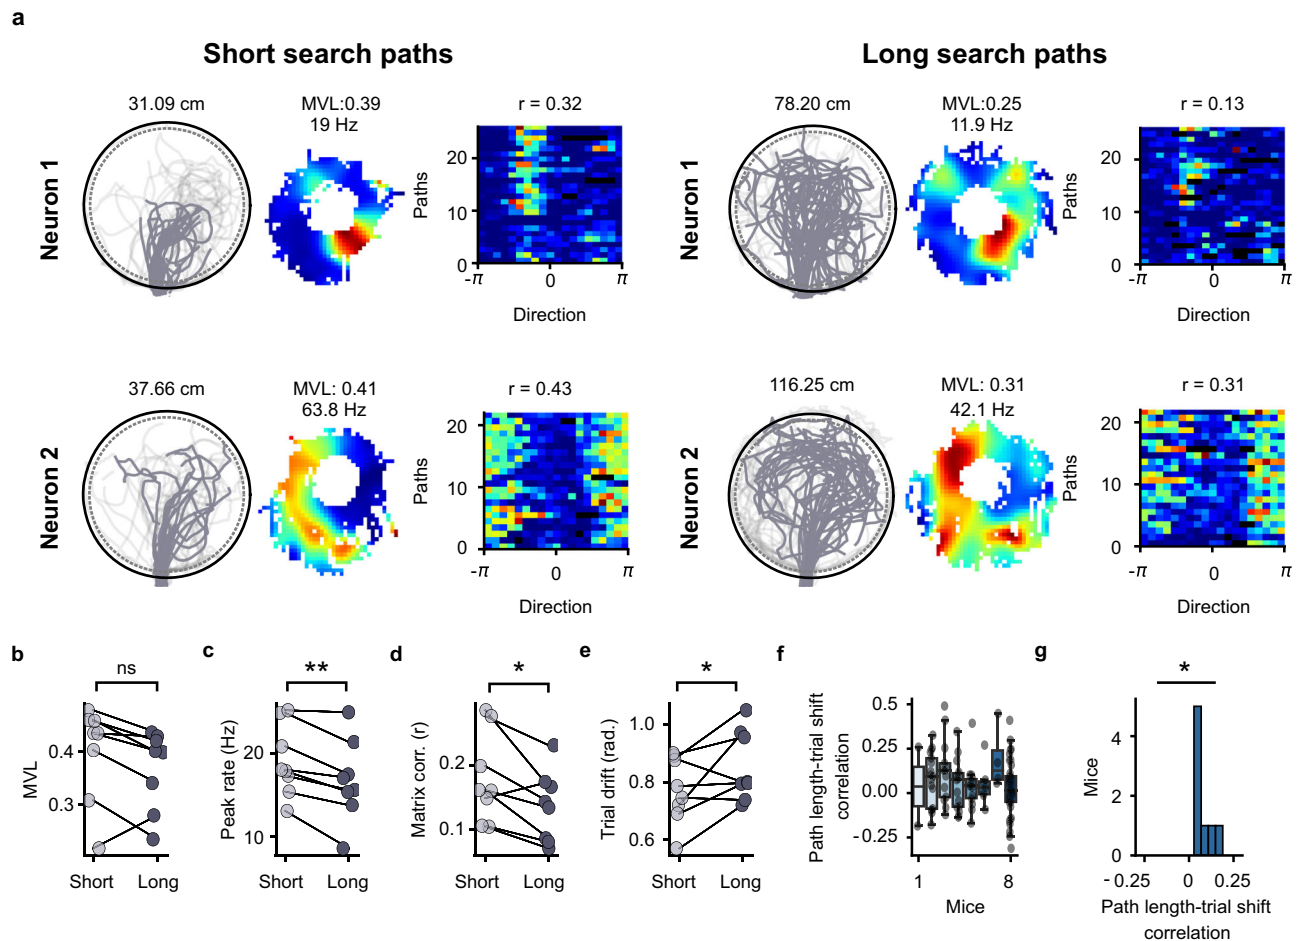 a
Short search paths
Long search paths
Neuron 1
31.09 cm
MVL:0.39
19 Hz
r = 0.32
Paths
20
10
0
-π
0
π
Direction
Neuron 1
78.20 cm
MVL:0.25
11.9 Hz
r = 0.13
Paths
20
10
0
-π
0
π
Direction
Neuron 2
37.66 cm
MVL: 0.41
63.8 Hz
r = 0.43
Paths
20
10
0
-π
0
π
Direction
Neuron 2
116.25 cm
MVL: 0.31
42.1 Hz
r = 0.31
Paths
20
10
0
-π
0
π
Direction
b
ns
MVL
0.4
0.3
Short Long
c
**
Peak rate (Hz)
20
10
Short Long
d
*
Matrix corr. (r)
0.2
0.1
Short Long
e
*
Trial drift (rad.)
1.0
0.8
0.6
Short Long
f
Path length-trial shift
correlation
0.5
0.25
0.00
-0.25
1
8
Mice
g
*
Mice
4
2
0
-0.25
0
0.25
Path length-trial shift
correlation